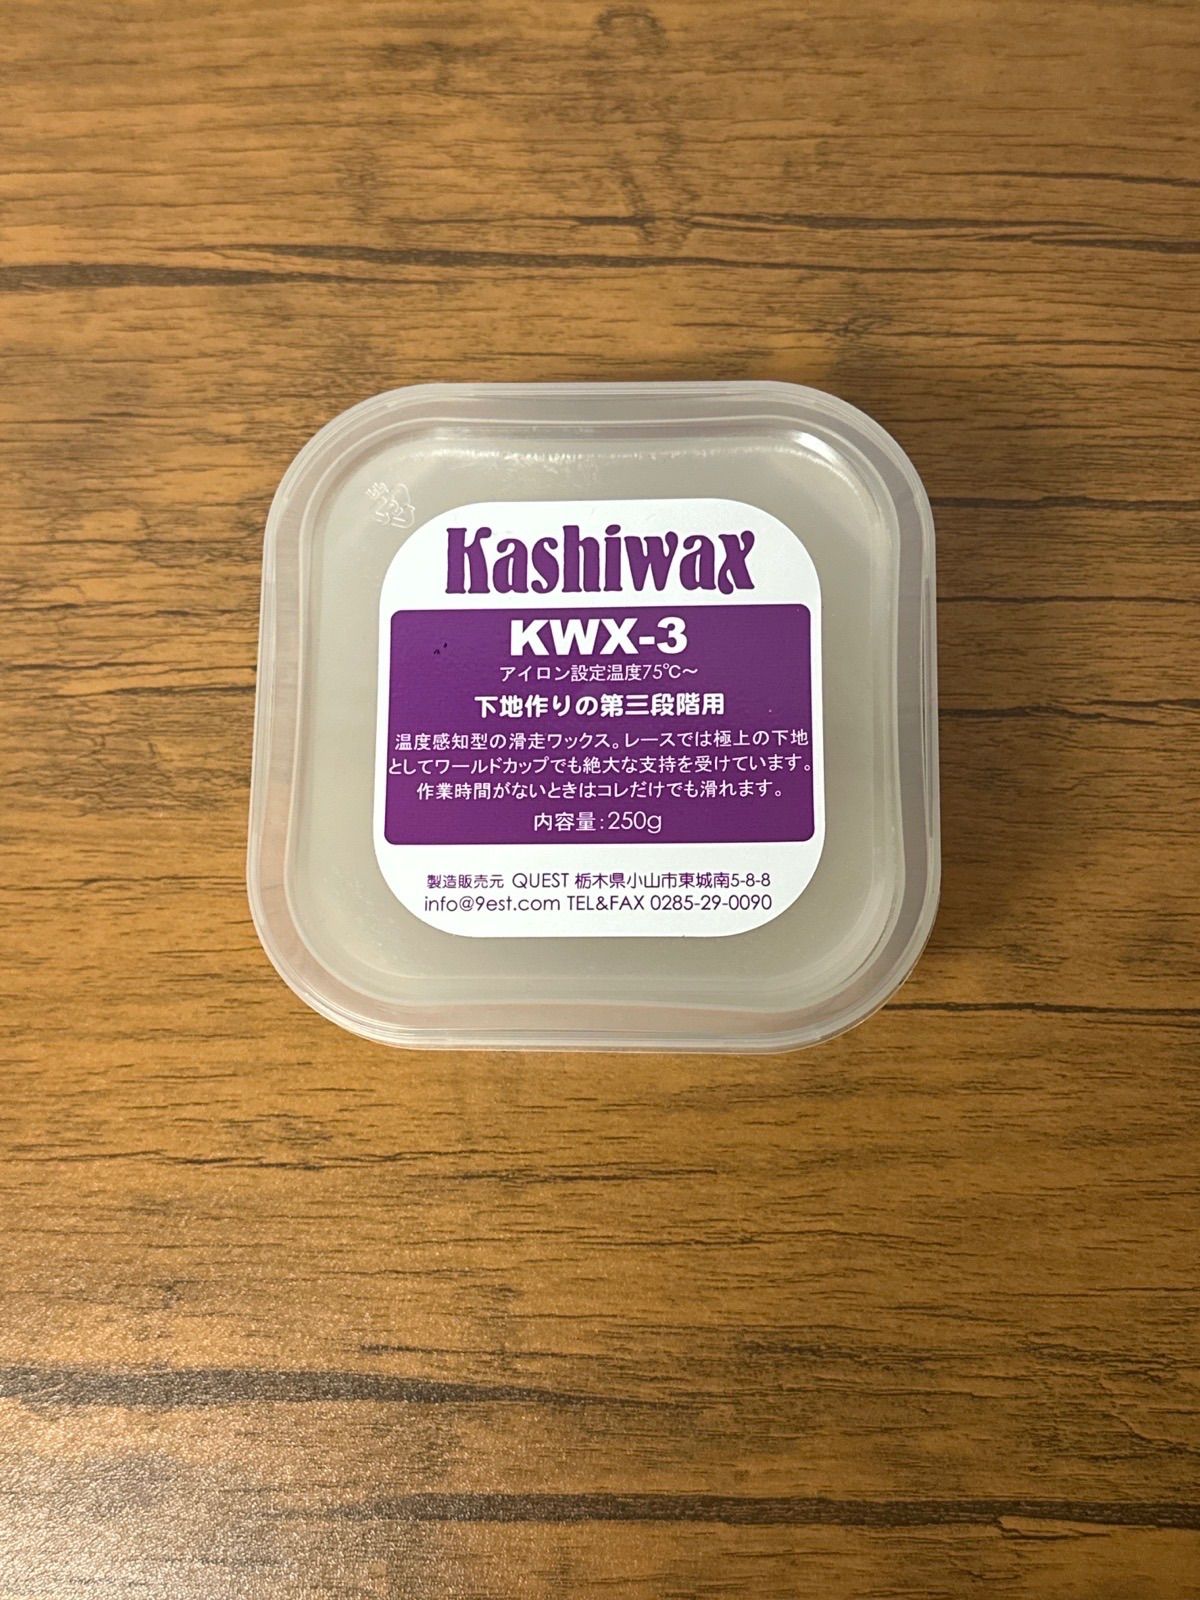 Kashiwax
KWX-3
アイロン設定温度75℃～
下地作りの第三段階用
温度感知型の滑走ワックス。レースでは極上の下地
としてワールドカップでも絶大な支持を受けています。
作業時間がないときはコレだけでも滑れます。
内容量：250g
製造販売元 QUEST 栃木県小山市東城南5-8-8
info@9est.com TEL&FAX 0285-29-0090